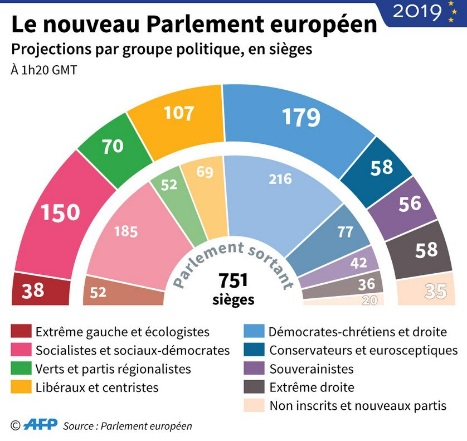 2019
Le nouveau Parlement européen
Projections par groupe politique, en sièges
À 1h20 GMT
38
150
70
107
179
58
56
58
35
52
185
52
69
216
77
42
36
20
Parlement sortant
751
sièges
Extrême gauche et écologistes
Socialistes et sociaux-démocrates
Verts et partis régionalistes
Libéraux et centristes
Démocrates-chrétiens et droite
Conservateurs et eurosceptiques
Souverainistes
Extrême droite
Non inscrits et nouveaux partis
© AFP Source : Parlement européen